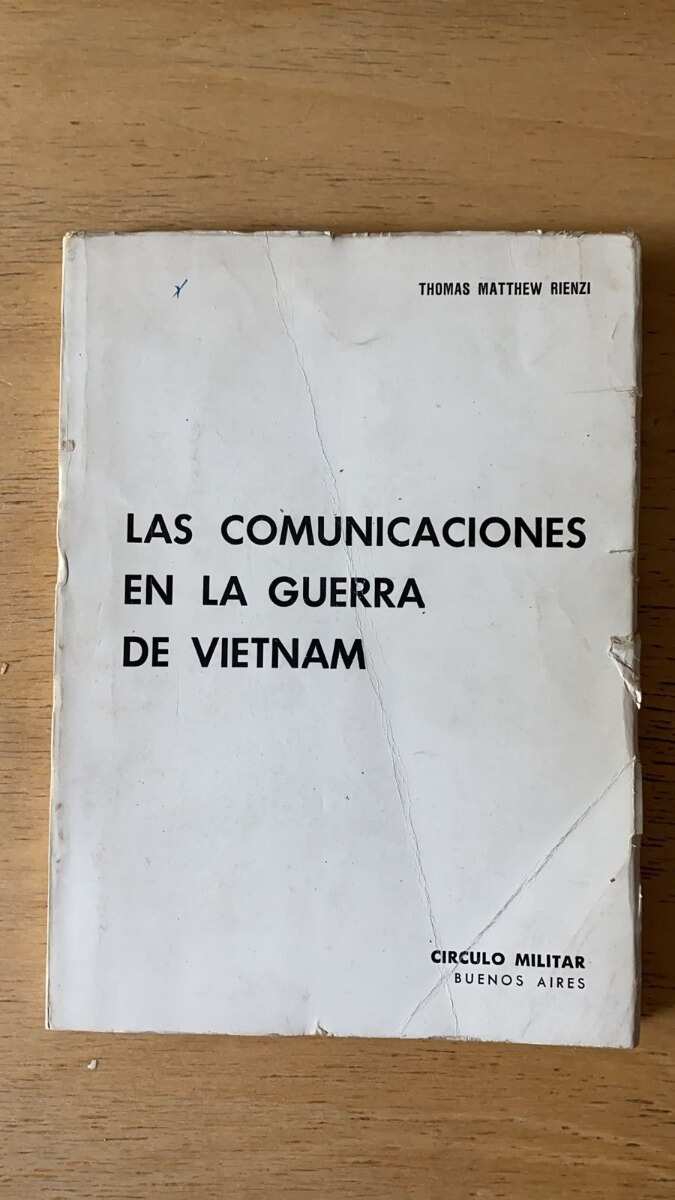 THOMAS MATTHEW RIENZI
LAS COMUNICACIONES
EN LA GUERRA
DE VIETNAM
CIRCULO MILITAR
BUENOS AIRES